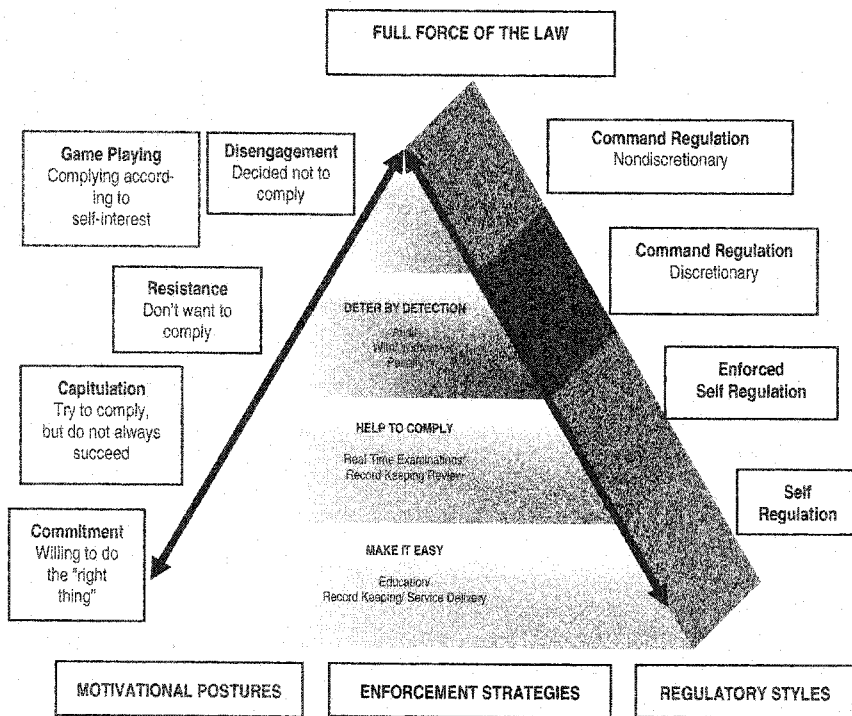 FULL FORCE OF THE LAW
Game Playing
Complying accord-
ing to
self-interest
Disengagement
Decided not to
comply
Command Regulation
Nondiscretionary
Resistance
Don't want to
comply
Command Regulation
Discretionary
DETER BY DETECTION
Capitulation
Try to comply,
but do not always
succeed
Enforced
Self Regulation
HELP TO COMPLY
Real Time Examinations/
Record Keeping Review
Self
Regulation
Commitment
Willing to do
the "right
thing"
MAKE IT EASY
Education/
Record Keeping/ Service Delivery
MOTIVATIONAL POSTURES
ENFORCEMENT STRATEGIES
REGULATORY STYLES